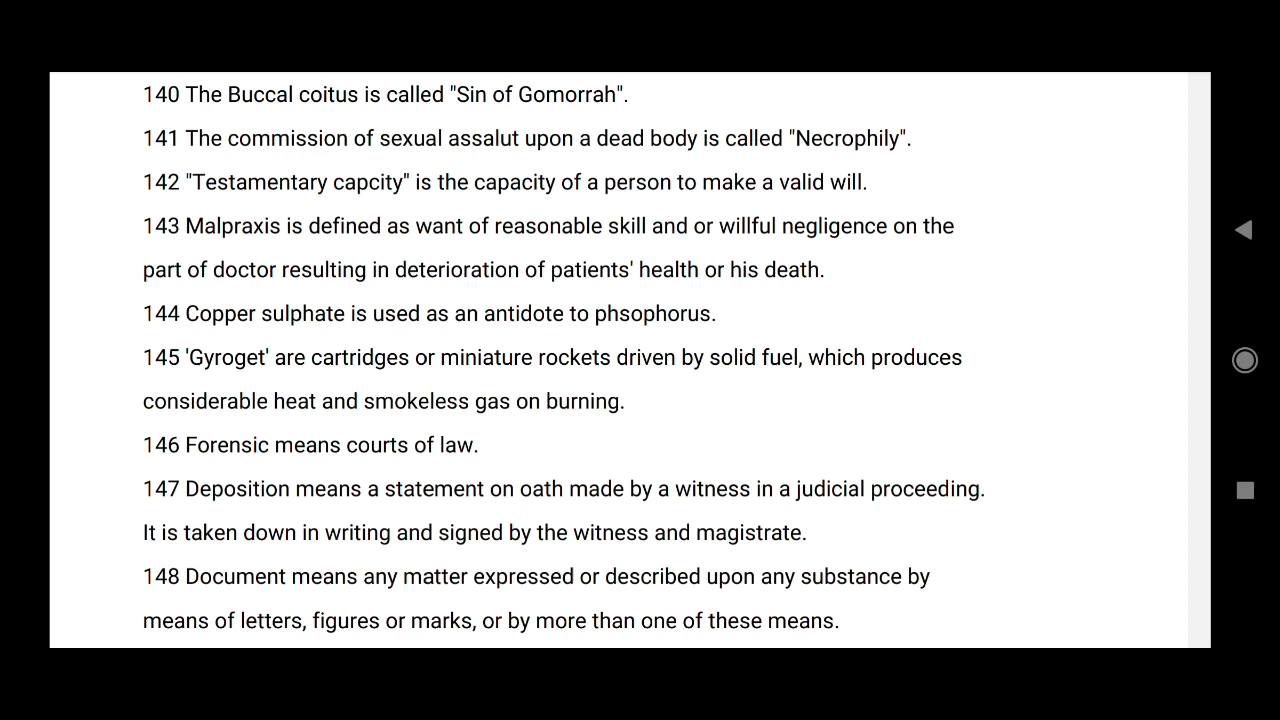 140 The Buccal coitus is called "Sin of Gomorrah".
141 The commission of sexual assalut upon a dead body is called "Necrophily".
142 "Testamentary capcity" is the capacity of a person to make a valid will.
143 Malpraxis is defined as want of reasonable skill and or willful negligence on the
part of doctor resulting in deterioration of patients' health or his death.
144 Copper sulphate is used as an antidote to phsophorus.
145 'Gyroget' are cartridges or miniature rockets driven by solid fuel, which produces
considerable heat and smokeless gas on burning.
146 Forensic means courts of law.
147 Deposition means a statement on oath made by a witness in a judicial proceeding.
It is taken down in writing and signed by the witness and magistrate.
148 Document means any matter expressed or described upon any substance by
means of letters, figures or marks, or by more than one of these means.